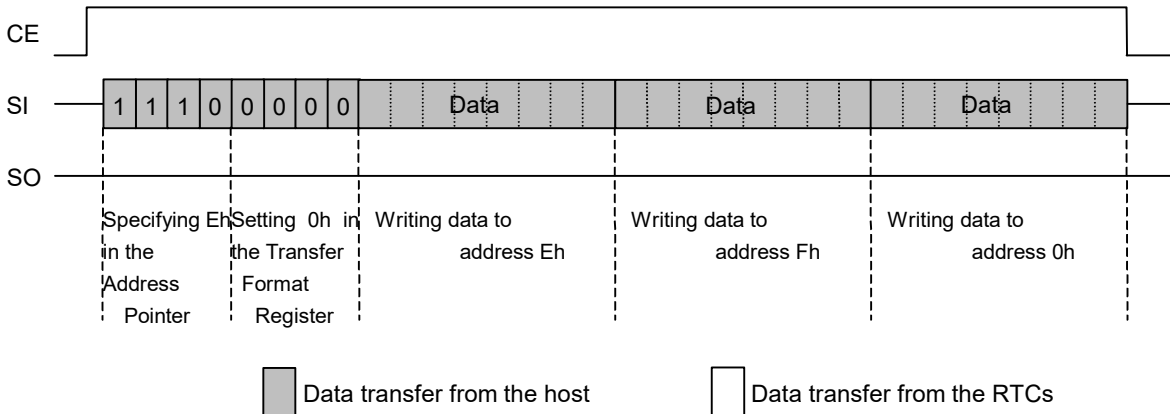 CE
SI 1 1 1 0 0 0 0 0 Data Data Data
SO
Specifying Eh Setting 0h in Writing data to Writing data to Writing data to
in the the Transfer address Eh address Fh address 0h
Address Format
Pointer Register
Data transfer from the host Data transfer from the RTCs